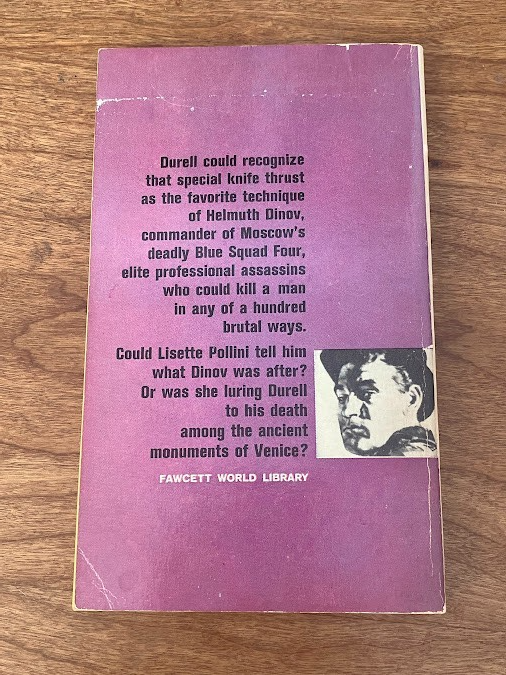 Durell could recognize
that special knife thrust
as the favorite technique
of Helmuth Dinov,
commander of Moscow's
deadly Blue Squad Four,
elite professional assassins
who could kill a man
in any of a hundred
brutal ways.
Could Lisette Pollini tell him
what Dinov was after?
Or was she luring Durell
to his death
among the ancient
monuments of Venice?
FAWCETT WORLD LIBRARY